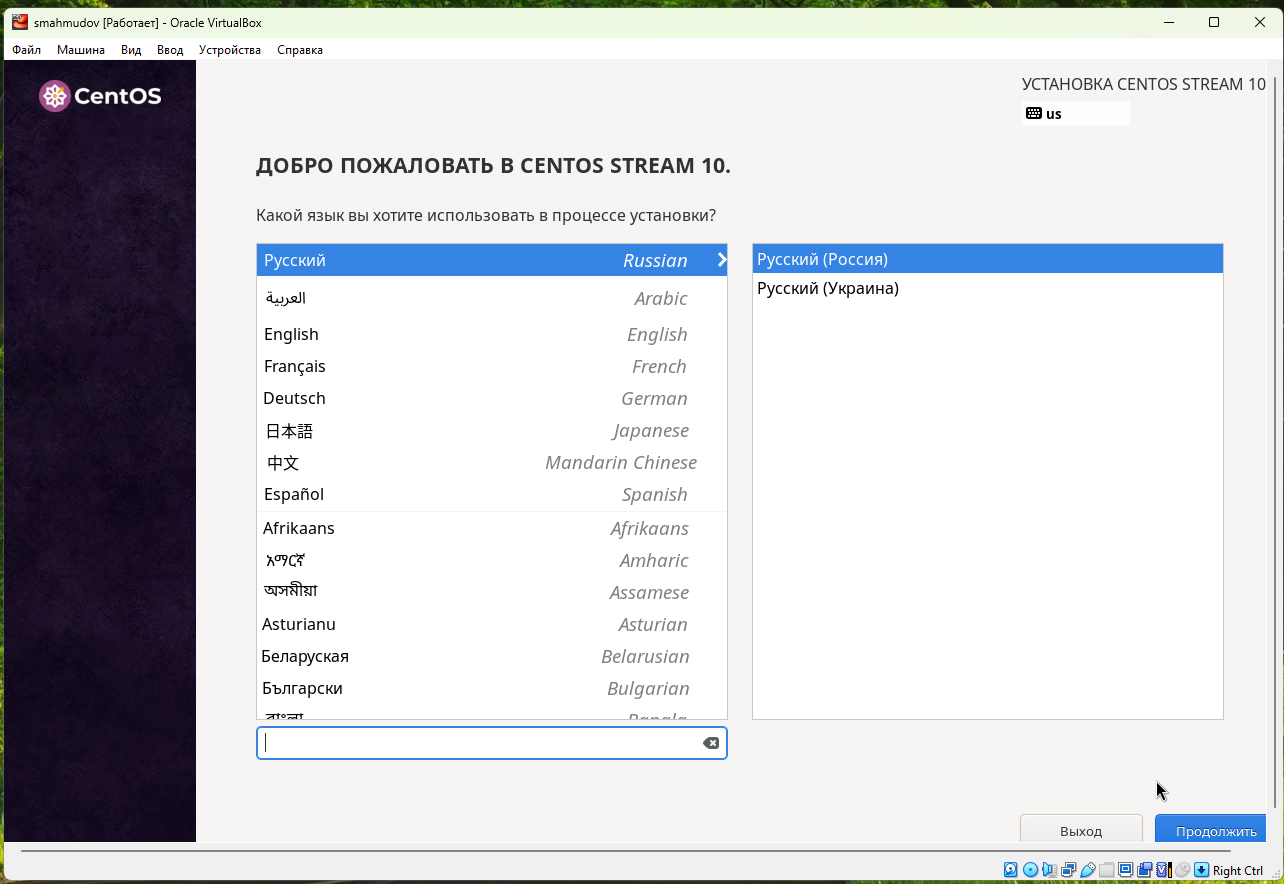 smahmudov [Работает] - Oracle VirtualBox
Файл Машина Вид Ввод Устройства Справка
CentOS
УСТАНОВКА CENTOS STREAM 10
us
ДОБРО ПОЖАЛОВАТЬ В CENTOS STREAM 10.
Какой язык вы хотите использовать в процессе установки?
Русский Russian
العربية Arabic
English English
Français French
Deutsch German
日本語 Japanese
中文 Mandarin Chinese
Español Spanish
Afrikaans Afrikaans
አማርኛ Amharic
অসমীয়া Assamese
Asturianu Asturian
Беларуская Belarusian
Български Bulgarian
বাংলা Bangla
Русский (Россия)
Русский (Украина)
Выход Продолжить
Right Ctrl